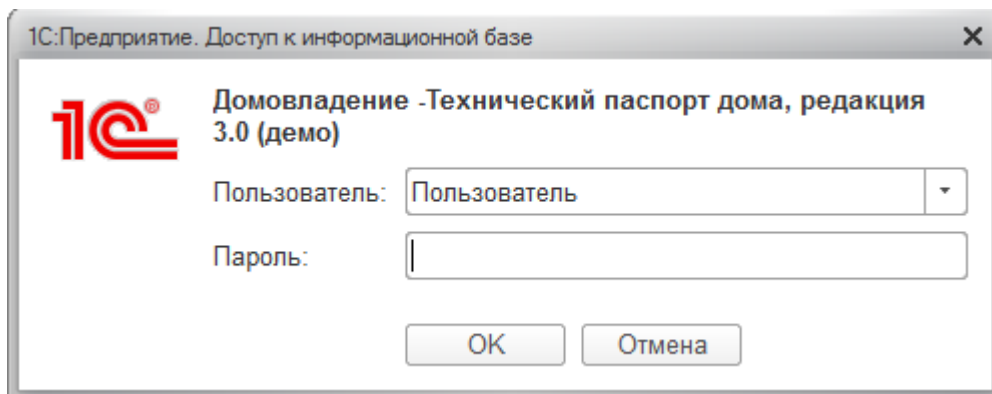 1С:Предприятие. Доступ к информационной базе
1С®
Домовладение -Технический паспорт дома, редакция
3.0 (демо)
Пользователь: Пользователь
Пароль:
OK Отмена